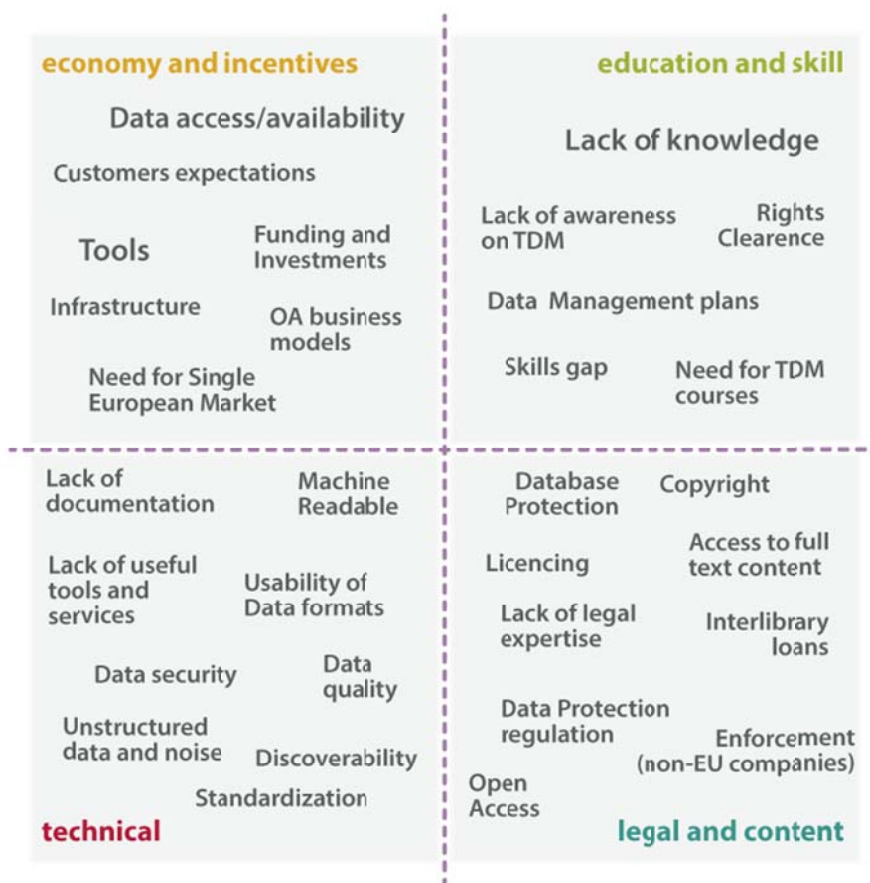 economy and incentives
Data access/availability
Customers expectations
Tools
Funding and
Investments
Infrastructure
OA business
models
Need for Single
European Market
education and skill
Lack of knowledge
Lack of awareness
on TDM
Rights
Clearence
Data Management plans
Skills gap
Need for TDM
courses
Lack of
documentation
Machine
Readable
Lack of useful
tools and
services
Usability of
Data formats
Data security
Data
quality
Unstructured
data and noise
Discoverability
Standardization
technical
Database
Protection
Copyright
Access to full
text content
Licencing
Lack of legal
expertise
Interlibrary
loans
Data Protection
regulation
Enforcement
(non-EU companies)
Open
Access
legal and content